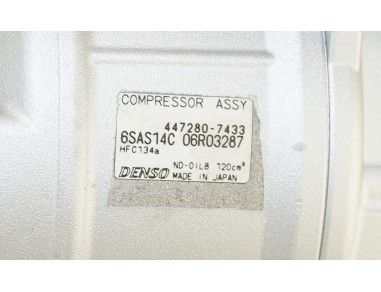 COMPRESSOR ASSY
447280-7433
6SAS14C 06R03287
HFC134a
ND-OIL8 120cm³
DENSO MADE IN JAPAN